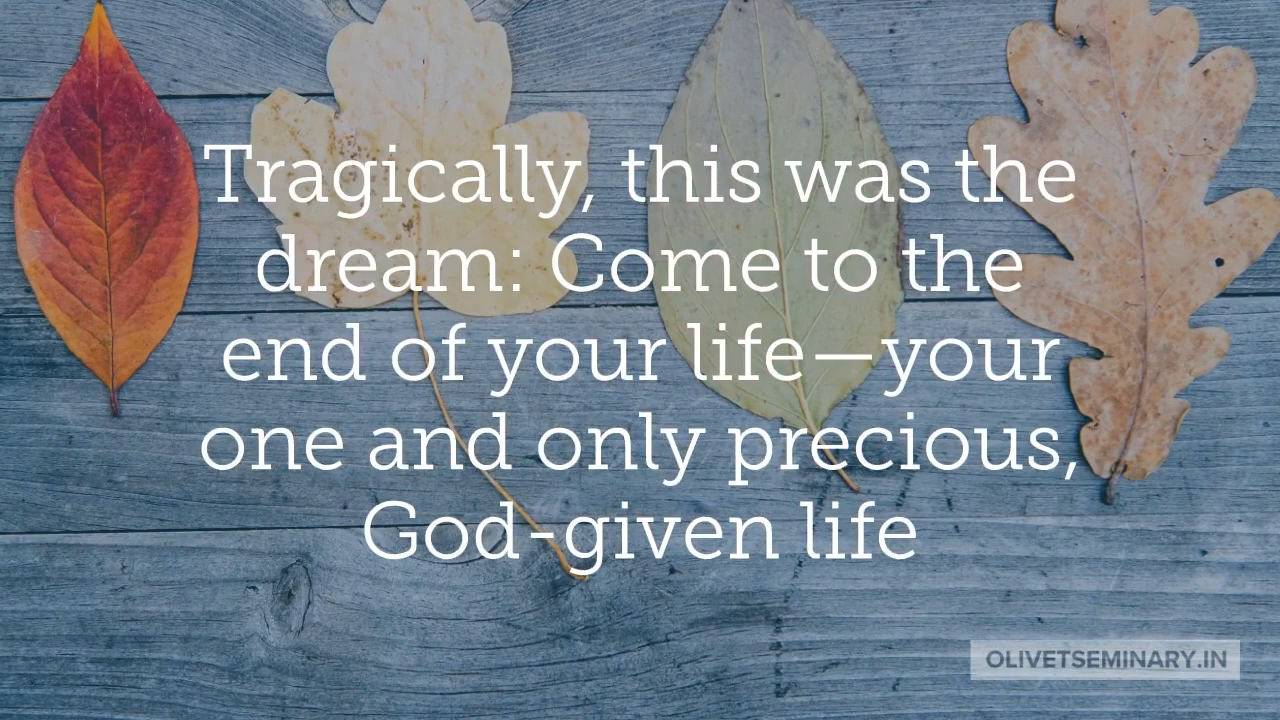 Tragically, this was the
dream: Come to the
end of your life—your
one and only precious,
God-given life
OLIVETSEMINARY.IN